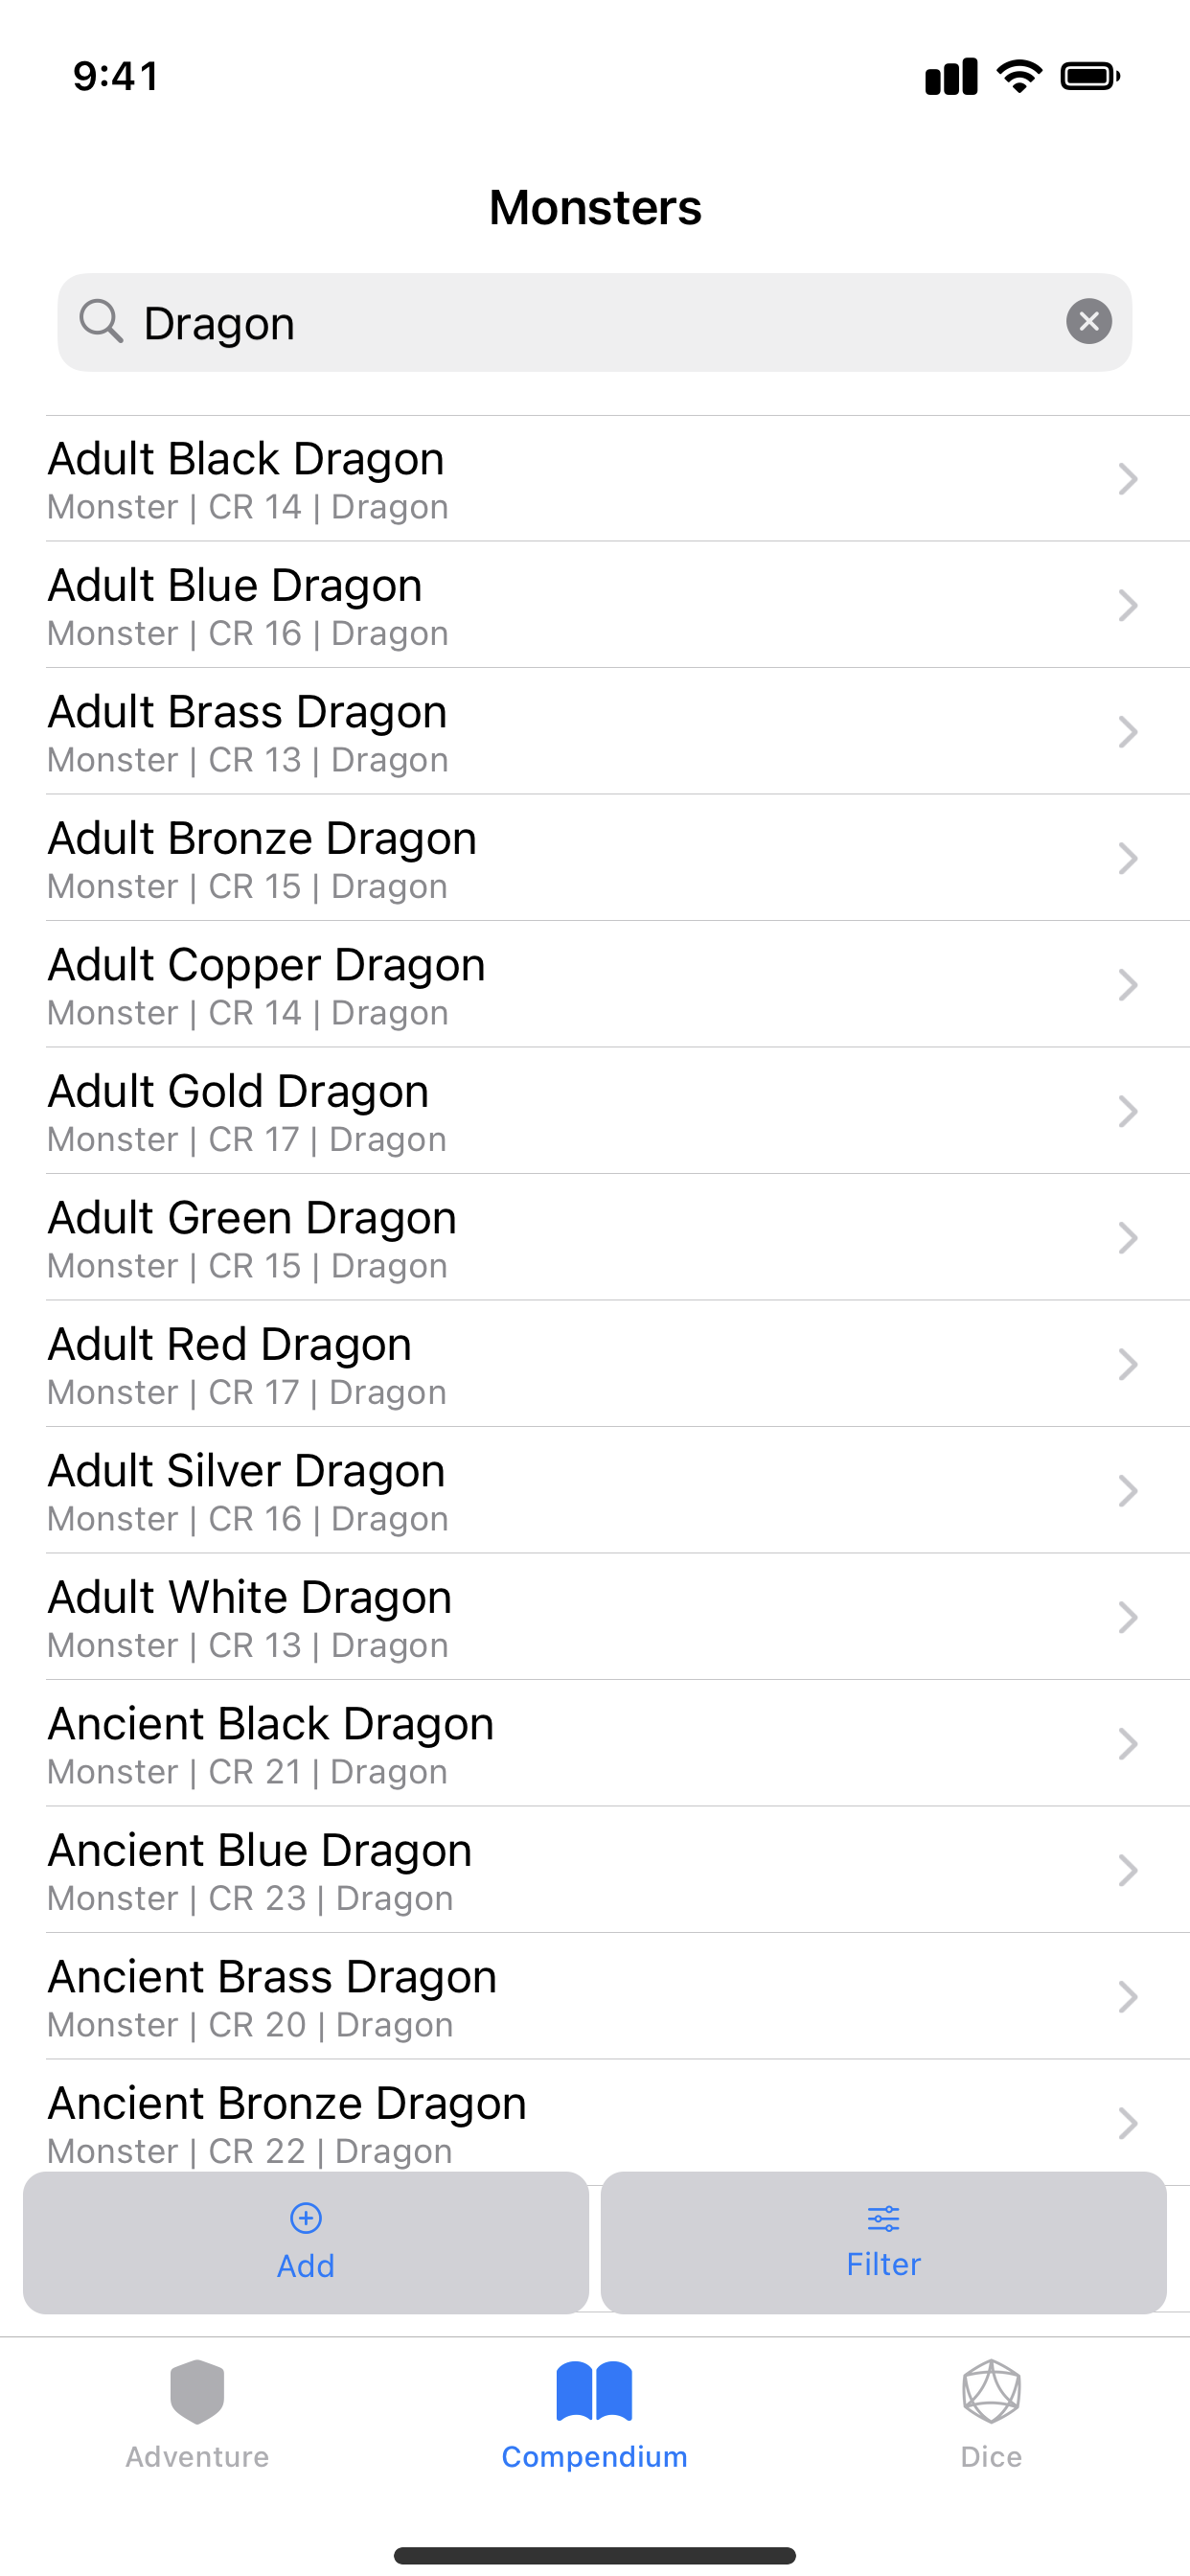 9:41
Monsters
Dragon
Adult Black Dragon
Monster | CR 14 | Dragon
Adult Blue Dragon
Monster | CR 16 | Dragon
Adult Brass Dragon
Monster | CR 13 | Dragon
Adult Bronze Dragon
Monster | CR 15 | Dragon
Adult Copper Dragon
Monster | CR 14 | Dragon
Adult Gold Dragon
Monster | CR 17 | Dragon
Adult Green Dragon
Monster | CR 15 | Dragon
Adult Red Dragon
Monster | CR 17 | Dragon
Adult Silver Dragon
Monster | CR 16 | Dragon
Adult White Dragon
Monster | CR 13 | Dragon
Ancient Black Dragon
Monster | CR 21 | Dragon
Ancient Blue Dragon
Monster | CR 23 | Dragon
Ancient Brass Dragon
Monster | CR 20 | Dragon
Ancient Bronze Dragon
Monster | CR 22 | Dragon
Add
Filter
Adventure
Compendium
Dice